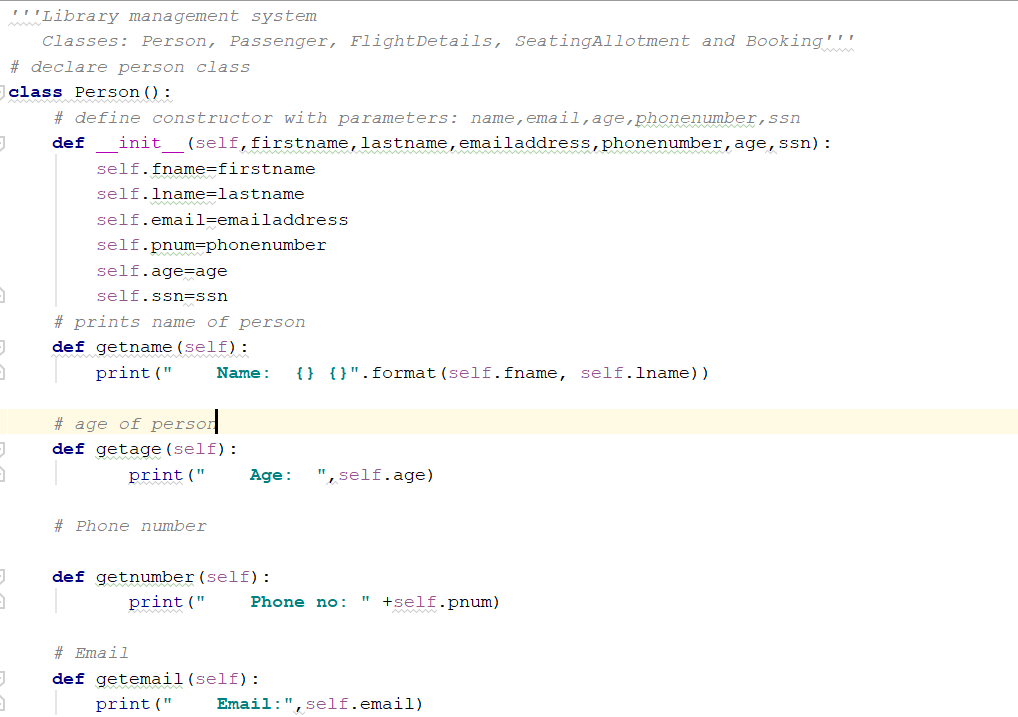 '''Library management system
   Classes: Person, Passenger, FlightDetails, SeatingAllotment and Booking'''
# declare person class
class Person():
    # define constructor with parameters: name,email,age,phonenumber,ssn
    def __init__(self,firstname,lastname,emailaddress,phonenumber,age,ssn):
        self.fname=firstname
        self.lname=lastname
        self.email=emailaddress
        self.pnum=phonenumber
        self.age=age
        self.ssn=ssn
    # prints name of person
    def getname(self):
        print("    Name:  {} {}".format(self.fname, self.lname))

    # age of person
    def getage(self):
           print("    Age:  ",self.age)

    # Phone number

    def getnumber(self):
           print("    Phone no: " +self.pnum)

    # Email
    def getemail(self):
        print("    Email:",self.email)